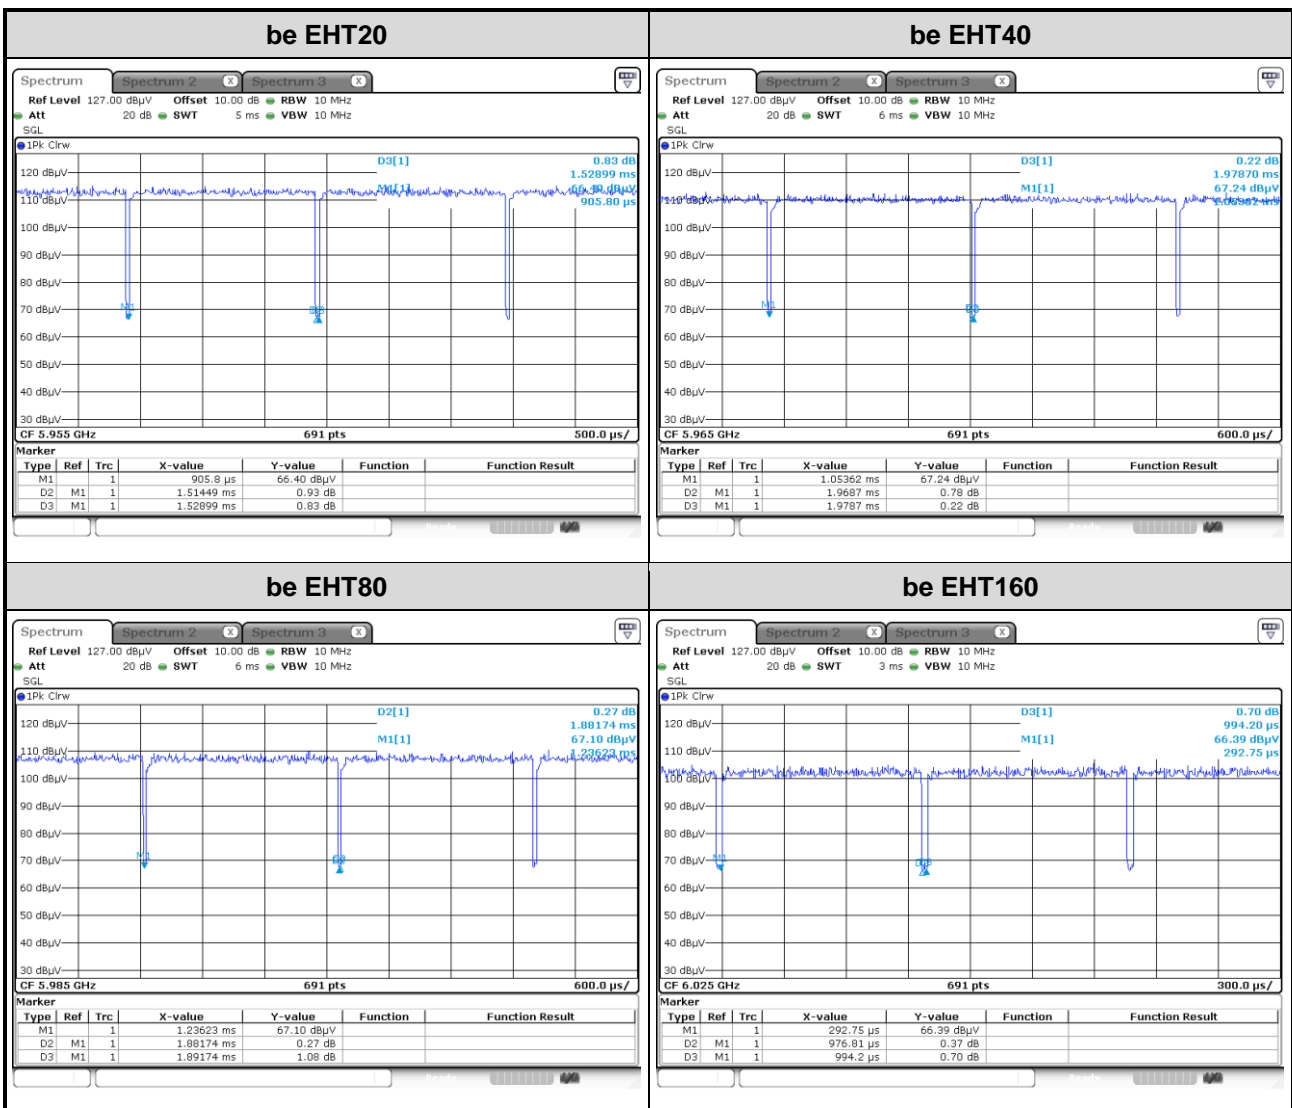 be EHT20
be EHT40
Spectrum Spectrum 2 X Spectrum 3 X
Ref Level 127.00 dBµV Offset 10.00 dB RBW 10 MHz
Att 20 dB SWT 5 ms VBW 10 MHz
SGL
1Pk Clrw
D3[1] 0.83 dB
1.52899 ms
M1[1] 66.40 dBµV
905.80 µs
120 dBµV
110 dBµV
100 dBµV
90 dBµV
80 dBµV
70 dBµV
60 dBµV
50 dBµV
40 dBµV
30 dBµV
M1
CF 5.955 GHz 691 pts 500.0 µs/
Marker
Type Ref Trc X-value Y-value Function Function Result
M1 1 905.8 µs 66.40 dBµV
D2 M1 1 1.51449 ms 0.93 dB
D3 M1 1 1.52899 ms 0.83 dB
Spectrum Spectrum 2 X Spectrum 3 X
Ref Level 127.00 dBµV Offset 10.00 dB RBW 10 MHz
Att 20 dB SWT 6 ms VBW 10 MHz
SGL
1Pk Clrw
D3[1] 0.22 dB
1.97870 ms
M1[1] 67.24 dBµV
1.05362 ms
120 dBµV
110 dBµV
100 dBµV
90 dBµV
80 dBµV
70 dBµV
60 dBµV
50 dBµV
40 dBµV
30 dBµV
M1
CF 5.965 GHz 691 pts 600.0 µs/
Marker
Type Ref Trc X-value Y-value Function Function Result
M1 1 1.05362 ms 67.24 dBµV
D2 M1 1 1.9687 ms 0.78 dB
D3 M1 1 1.9787 ms 0.22 dB
be EHT80
be EHT160
Spectrum Spectrum 2 X Spectrum 3 X
Ref Level 127.00 dBµV Offset 10.00 dB RBW 10 MHz
Att 20 dB SWT 6 ms VBW 10 MHz
SGL
1Pk Clrw
D2[1] 0.27 dB
1.88174 ms
M1[1] 67.10 dBµV
1.23623 ms
120 dBµV
110 dBµV
100 dBµV
90 dBµV
80 dBµV
70 dBµV
60 dBµV
50 dBµV
40 dBµV
30 dBµV
M1
CF 5.985 GHz 691 pts 600.0 µs/
Marker
Type Ref Trc X-value Y-value Function Function Result
M1 1 1.23623 ms 67.10 dBµV
D2 M1 1 1.88174 ms 0.27 dB
D3 M1 1 1.89174 ms 1.08 dB
Spectrum Spectrum 2 X Spectrum 3 X
Ref Level 127.00 dBµV Offset 10.00 dB RBW 10 MHz
Att 20 dB SWT 3 ms VBW 10 MHz
SGL
1Pk Clrw
D3[1] 0.70 dB
994.20 µs
M1[1] 66.39 dBµV
292.75 µs
120 dBµV
110 dBµV
100 dBµV
90 dBµV
80 dBµV
70 dBµV
60 dBµV
50 dBµV
40 dBµV
30 dBµV
M1
CF 6.025 GHz 691 pts 300.0 µs/
Marker
Type Ref Trc X-value Y-value Function Function Result
M1 1 292.75 µs 66.39 dBµV
D2 M1 1 976.81 µs 0.37 dB
D3 M1 1 994.2 µs 0.70 dB